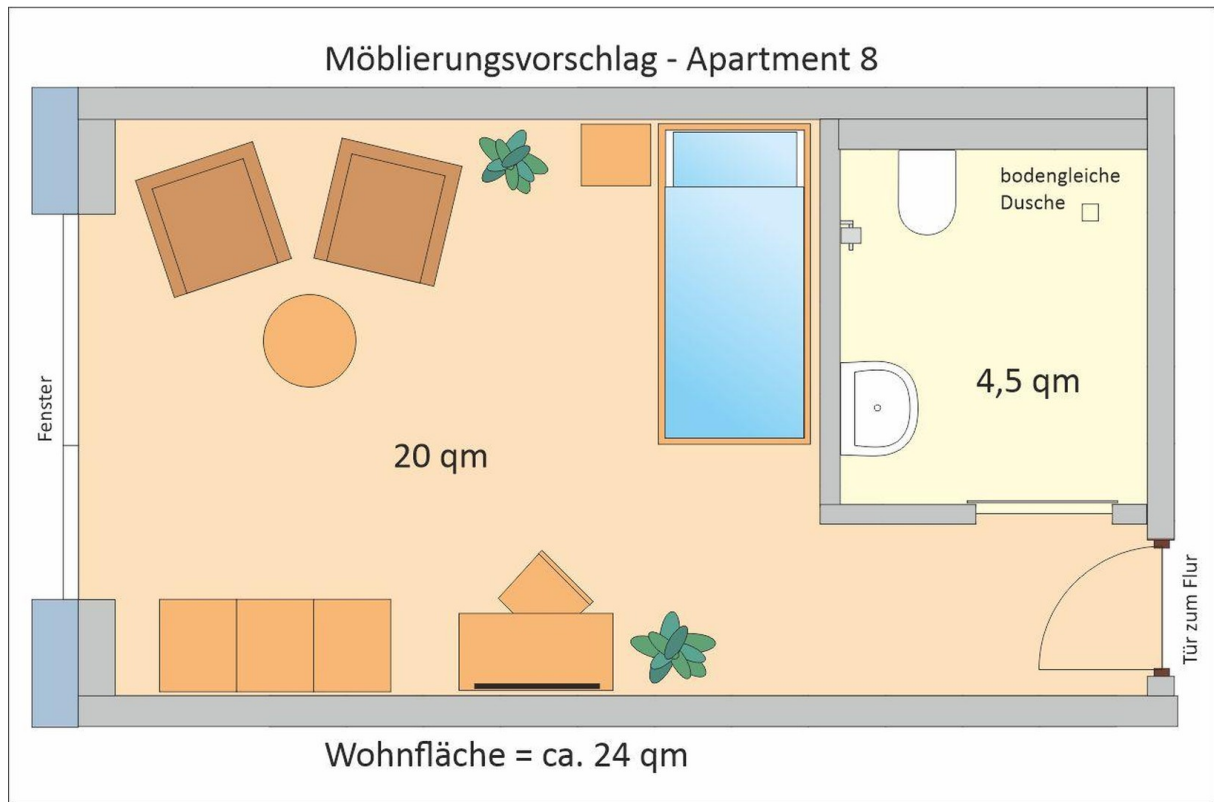 Möblierungsvorschlag - Apartment 8
bodengleiche
Dusche
4,5 qm
Fenster
20 qm
Tür zum Flur
Wohnfläche = ca. 24 qm